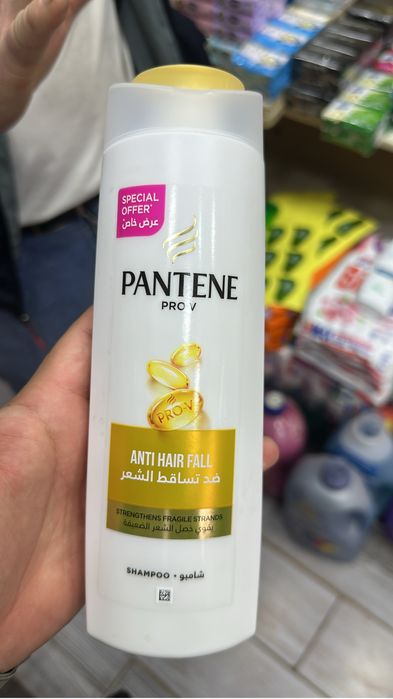 SPECIAL
OFFER*
عرض خاص
PANTENE
PRO-V
PRO-V
ANTI HAIR FALL
ضد تساقط الشعر
STRENGTHENS FRAGILE STRANDS
يقوي خصل الشعر الضعيفة
SHAMPOO • شامبو